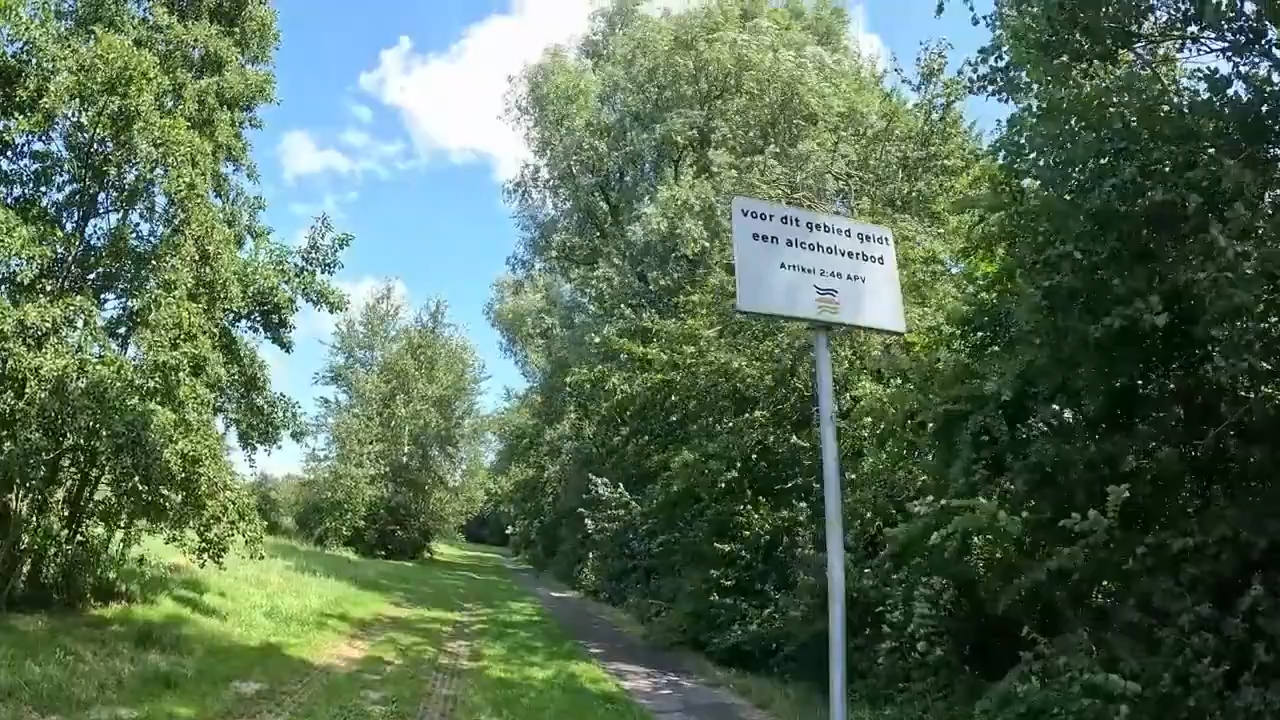 voor dit gebied geldt
een alcoholverbod
Artikel 2:48 APV